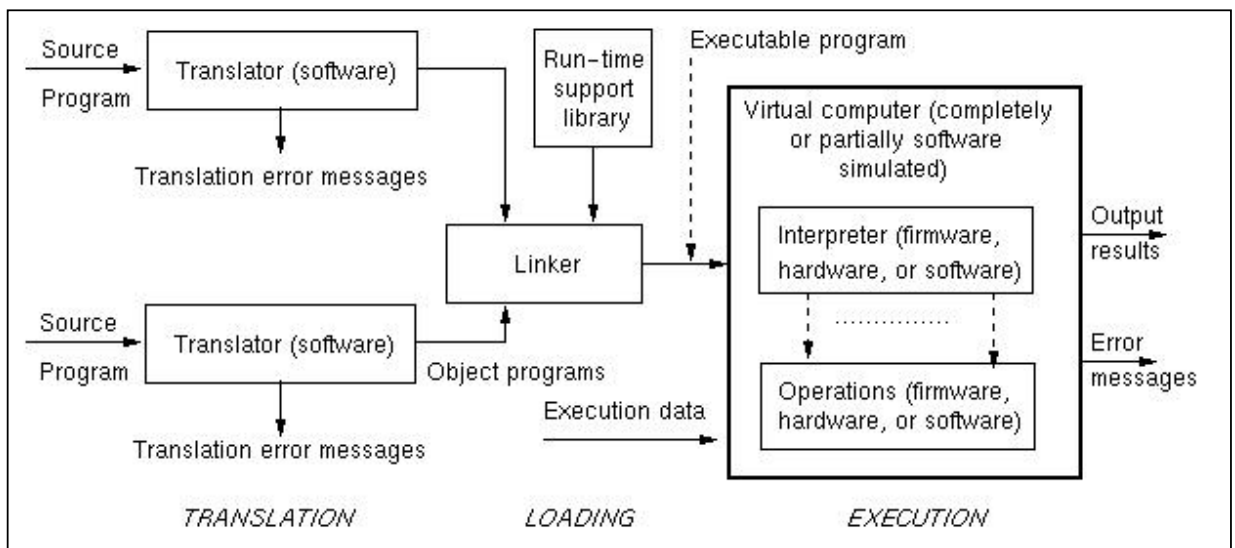 Source
Program
Translator (software)
Translation error messages
Run-time
support
library
Executable program
Linker
Source
Program
Translator (software)
Object programs
Translation error messages
Execution data
Virtual computer (completely
or partially software
simulated)
Interpreter (firmware,
hardware, or software)
..............
Operations (firmware,
hardware, or software)
Output
results
Error
messages
TRANSLATION
LOADING
EXECUTION